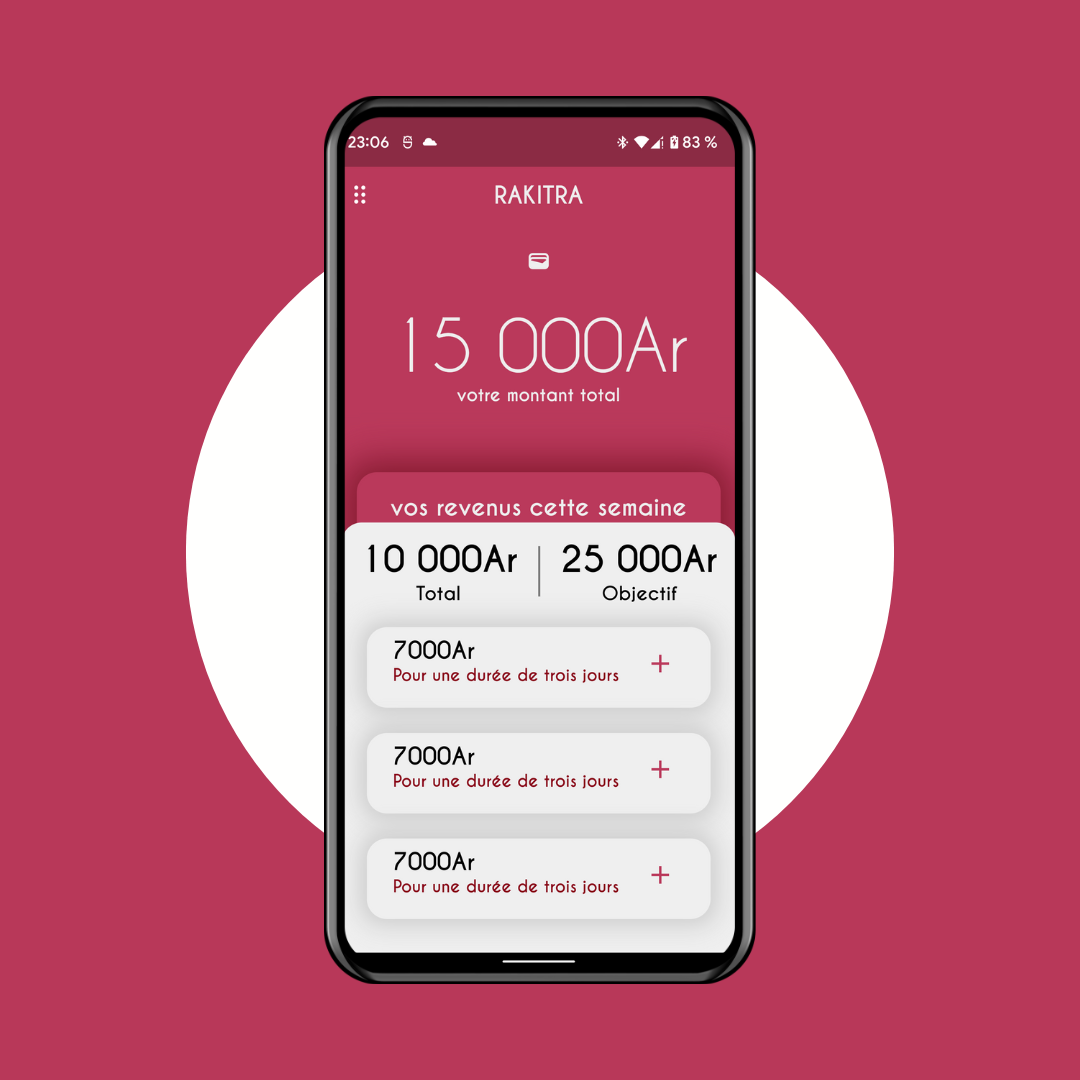 23:06 83 %
RAKITRA
15 000Ar
votre montant total
vos revenus cette semaine
10 000Ar 25 000Ar
Total Objectif
7000Ar
Pour une durée de trois jours
7000Ar
Pour une durée de trois jours
7000Ar
Pour une durée de trois jours